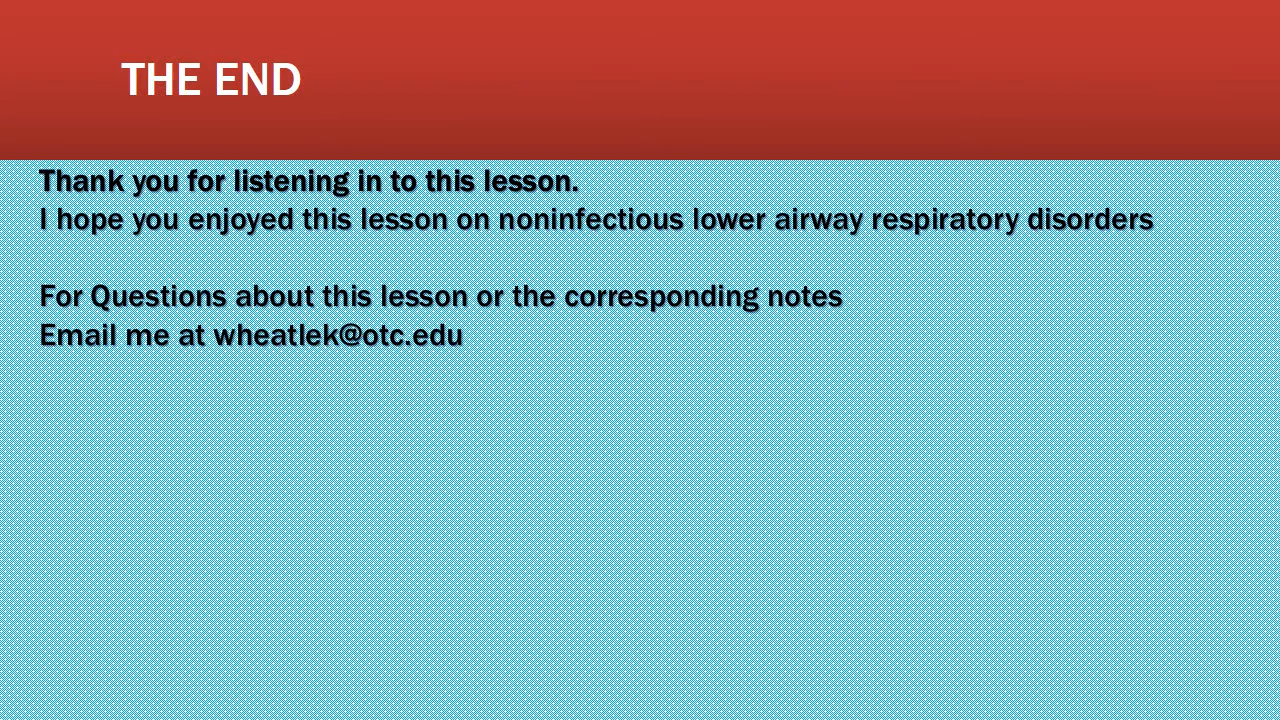 THE END
Thank you for listening in to this lesson.
I hope you enjoyed this lesson on noninfectious lower airway respiratory disorders
For Questions about this lesson or the corresponding notes
Email me at wheatlek@otc.edu